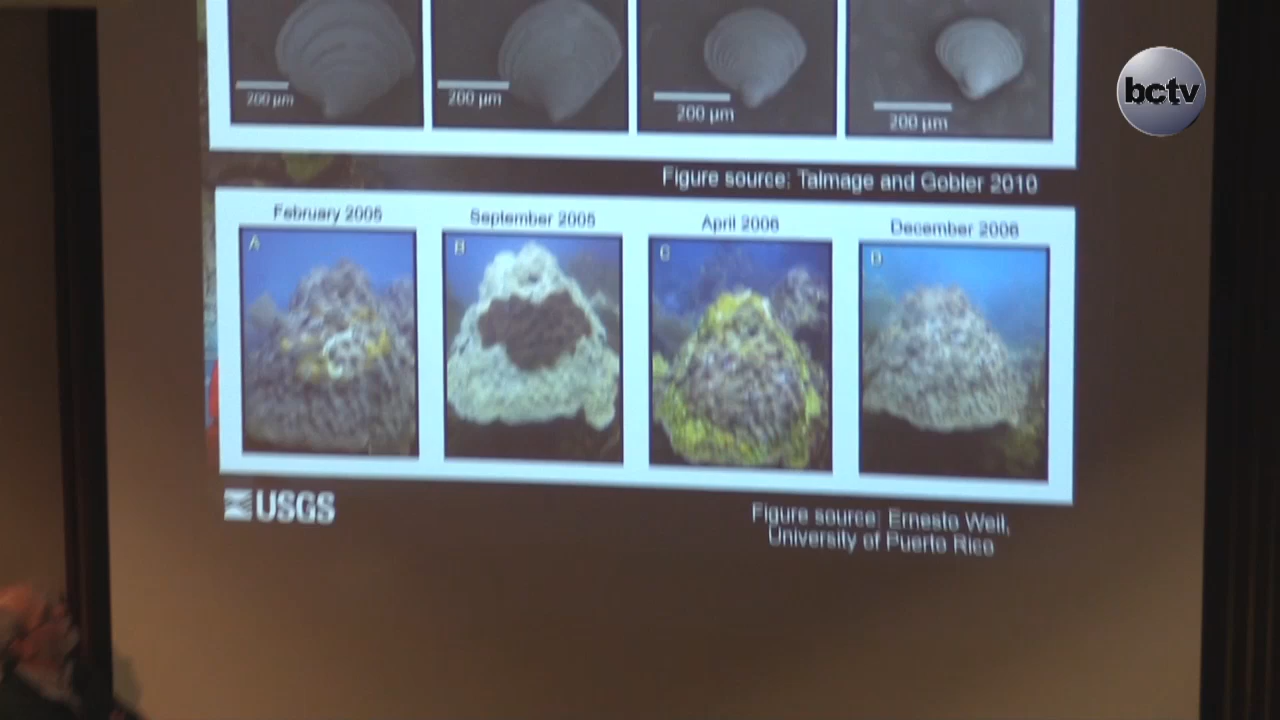 bctv
200 µm 200 µm 200 µm 200 µm
Figure source: Talmage and Gobler 2010
February 2005 September 2005 April 2006 December 2006
A B C D
USGS
Figure source: Ernesto Weil,
University of Puerto Rico